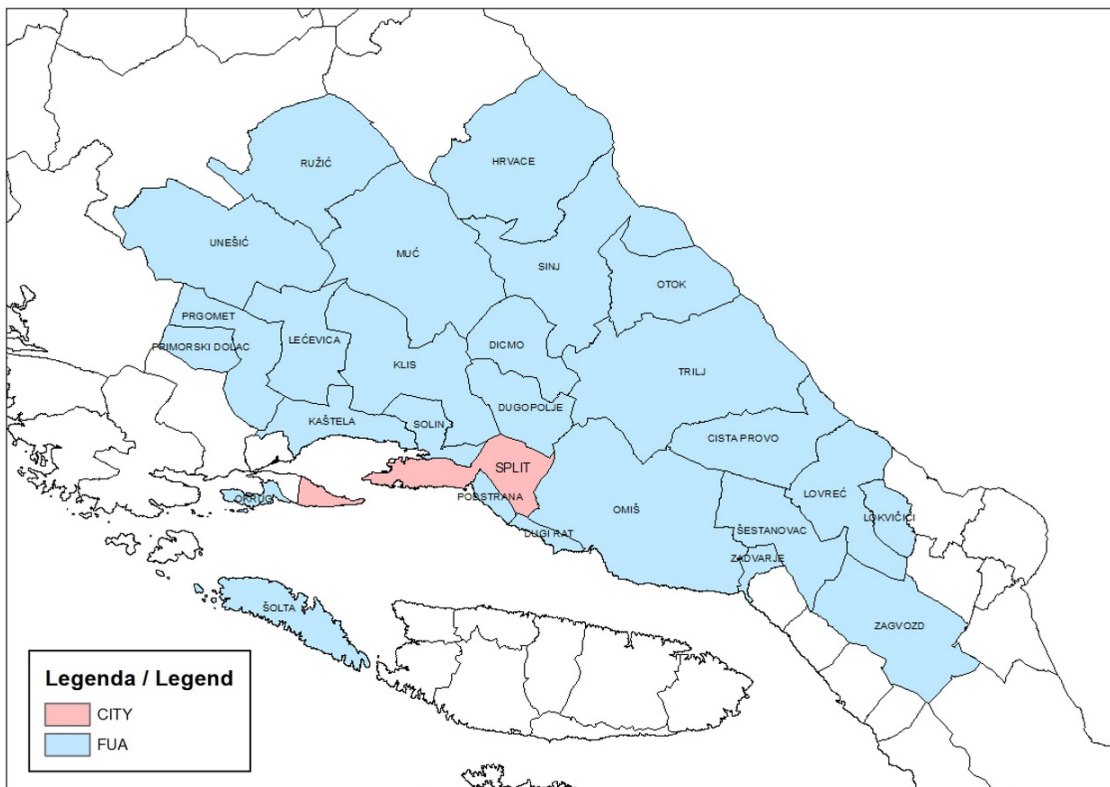 RUŽIĆ
HRVACE
UNEŠIĆ
MUĆ
SINJ
OTOK
PRGOMET
PRIMORSKI DOLAC
LEĆEVICA
KLIS
DICMO
TRILJ
DUGOPOLJE
KAŠTELA
SOLIN
CISTA PROVO
SPLIT
OKRUG
PODSTRANA
OMIŠ
LOVREĆ
LOKVIČIĆI
ŠESTANOVAC
DUGI RAT
ZADVARJE
ŠOLTA
ZAGVOZD
Legenda / Legend
CITY
FUA